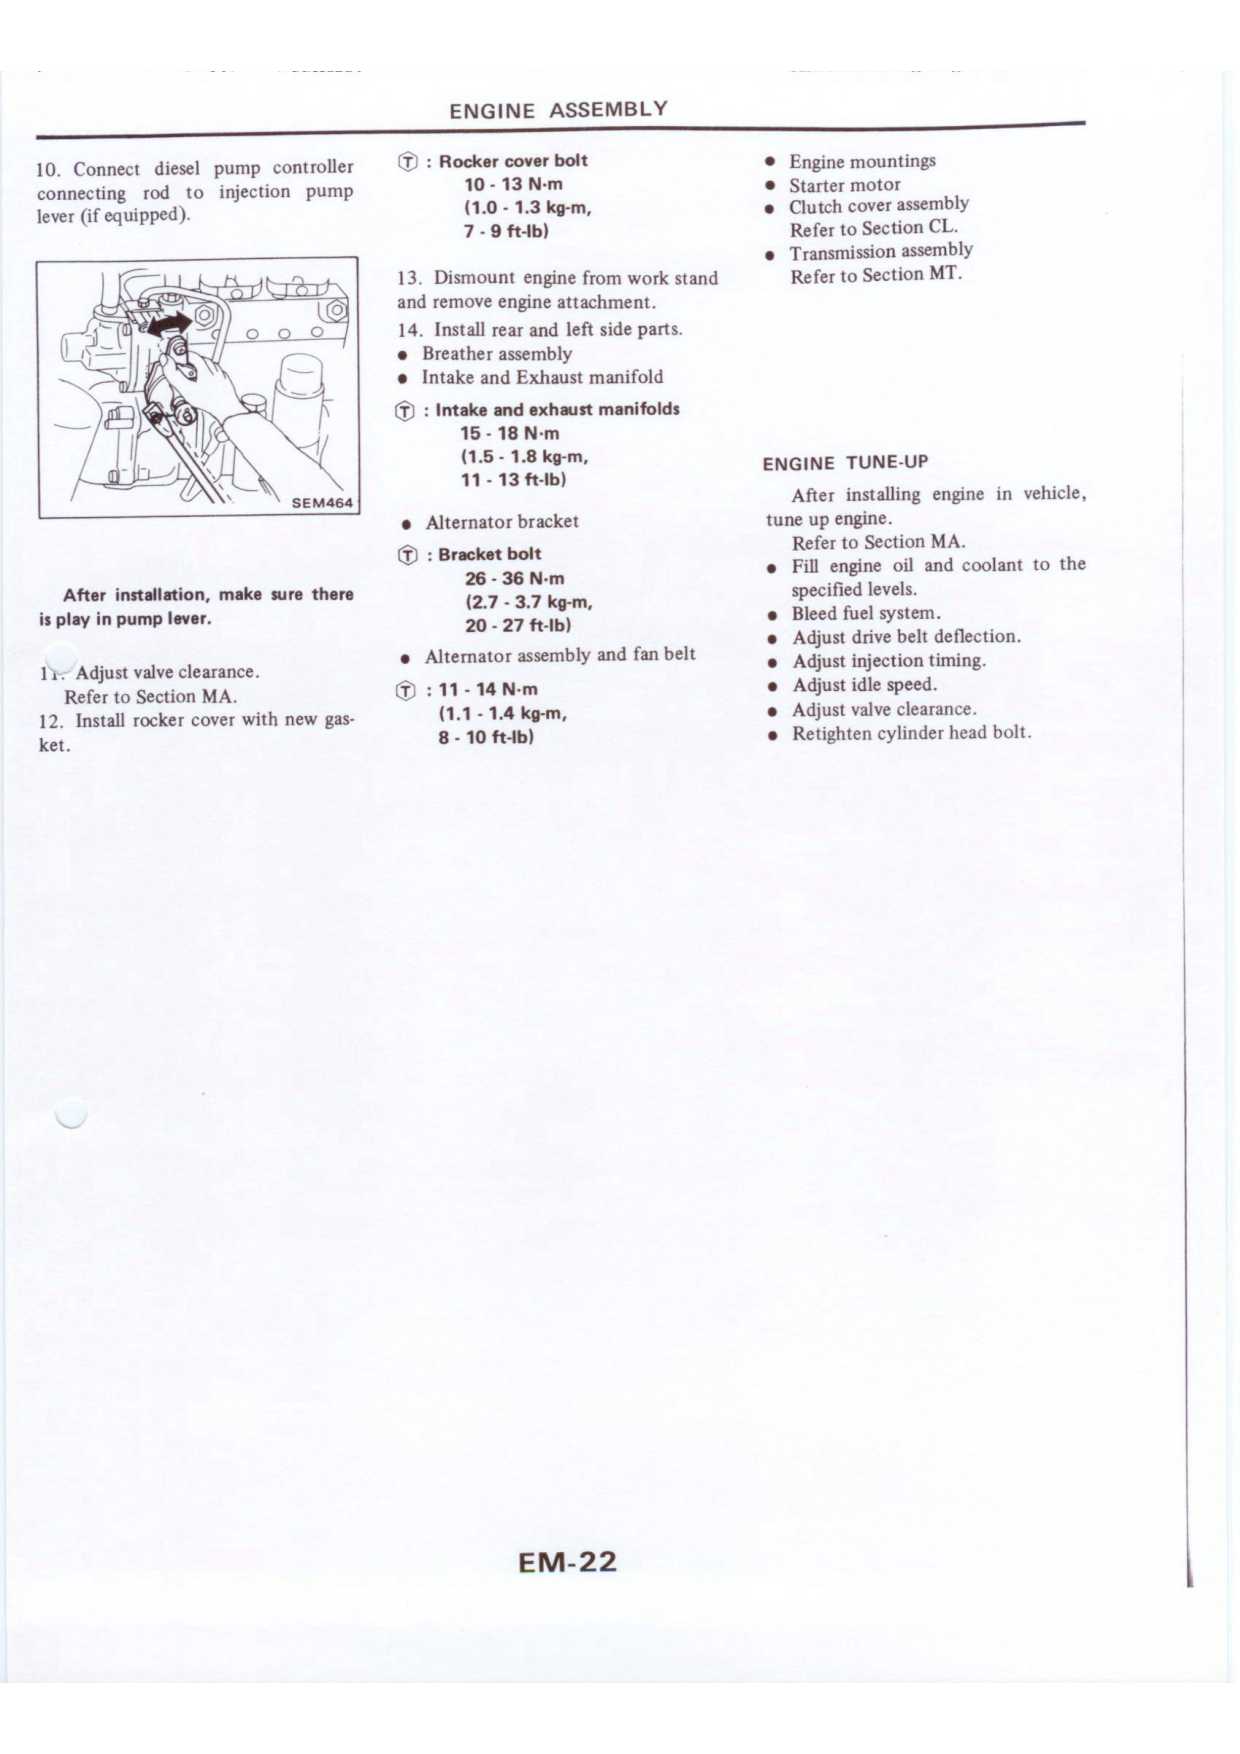 ENGINE ASSEMBLY
10. Connect diesel pump controller
connecting rod to injection pump
lever (if equipped).
SEM464
After installation, make sure there
is play in pump lever.
11. Adjust valve clearance.
Refer to Section MA.
12. Install rocker cover with new gas-
ket.
Ⓣ : Rocker cover bolt
10 - 13 N·m
(1.0 - 1.3 kg-m,
7 - 9 ft-lb)
13. Dismount engine from work stand
and remove engine attachment.
14. Install rear and left side parts.
● Breather assembly
● Intake and Exhaust manifold
Ⓣ : Intake and exhaust manifolds
15 - 18 N·m
(1.5 - 1.8 kg-m,
11 - 13 ft-lb)
● Alternator bracket
Ⓣ : Bracket bolt
26 - 36 N·m
(2.7 - 3.7 kg-m,
20 - 27 ft-lb)
● Alternator assembly and fan belt
Ⓣ : 11 - 14 N·m
(1.1 - 1.4 kg-m,
8 - 10 ft-lb)
● Engine mountings
● Starter motor
● Clutch cover assembly
Refer to Section CL.
● Transmission assembly
Refer to Section MT.
ENGINE TUNE-UP
After installing engine in vehicle,
tune up engine.
Refer to Section MA.
● Fill engine oil and coolant to the
specified levels.
● Bleed fuel system.
● Adjust drive belt deflection.
● Adjust injection timing.
● Adjust idle speed.
● Adjust valve clearance.
● Retighten cylinder head bolt.
EM-22